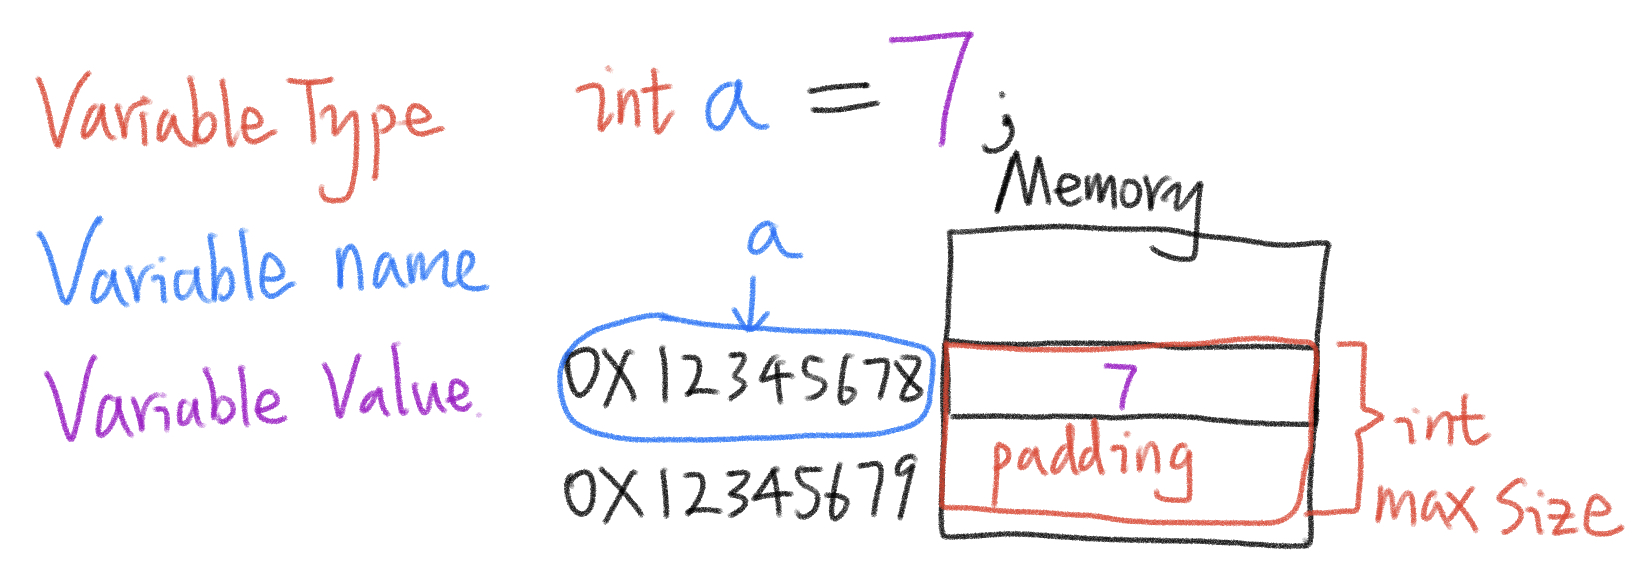 Variable Type
int a = 7;
Memory
Variable name
a
Variable Value
0X12345678
7
int
max Size
padding
0X12345679